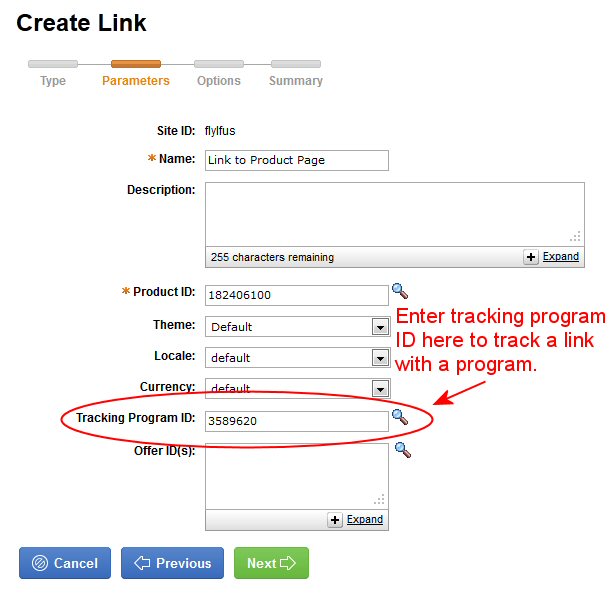 Create Link
Type Parameters Options Summary
Site ID: flylfus
*Name: Link to Product Page
Description:
255 characters remaining + Expand
*Product ID: 182406100
Theme: Default
Locale: default
Currency: default
Enter tracking program
ID here to track a link
with a program.
Tracking Program ID: 3589620
Offer ID(s):
+ Expand
Cancel Previous Next